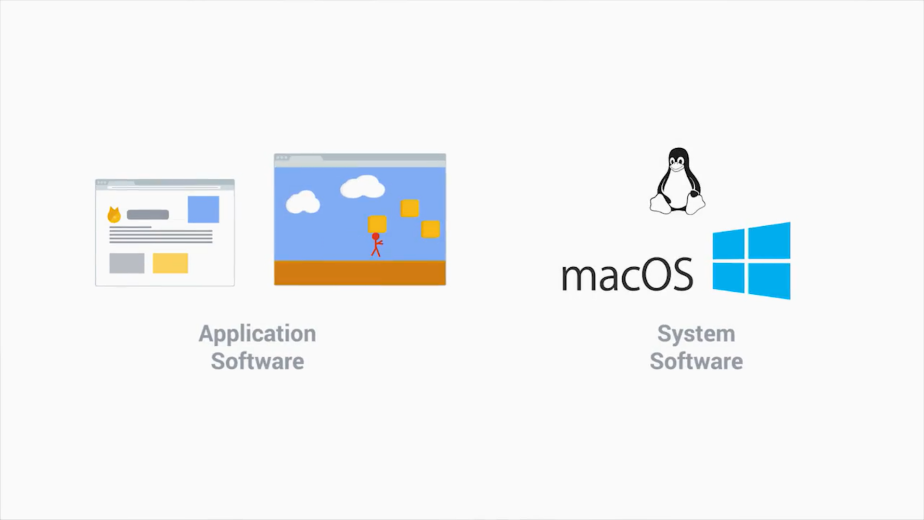 macOS
Application
Software
System
Software